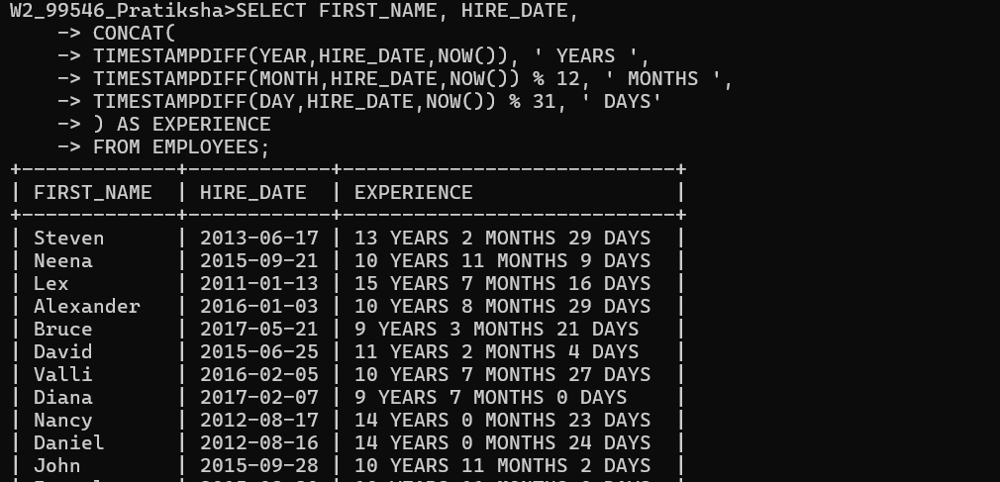 W2_99546_Pratiksha>SELECT FIRST_NAME, HIRE_DATE,
-> CONCAT(
-> TIMESTAMPDIFF(YEAR,HIRE_DATE,NOW()), ' YEARS ',
-> TIMESTAMPDIFF(MONTH,HIRE_DATE,NOW()) % 12, ' MONTHS ',
-> TIMESTAMPDIFF(DAY,HIRE_DATE,NOW()) % 31, ' DAYS'
-> ) AS EXPERIENCE
-> FROM EMPLOYEES;
+-------------+------------+----------------------------+
| FIRST_NAME  | HIRE_DATE  | EXPERIENCE                 |
+-------------+------------+----------------------------+
| Steven      | 2013-06-17 | 13 YEARS 2 MONTHS 29 DAYS  |
| Neena       | 2015-09-21 | 10 YEARS 11 MONTHS 9 DAYS  |
| Lex         | 2011-01-13 | 15 YEARS 7 MONTHS 16 DAYS  |
| Alexander   | 2016-01-03 | 10 YEARS 8 MONTHS 29 DAYS  |
| Bruce       | 2017-05-21 | 9 YEARS 3 MONTHS 21 DAYS   |
| David       | 2015-06-25 | 11 YEARS 2 MONTHS 4 DAYS   |
| Valli       | 2016-02-05 | 10 YEARS 7 MONTHS 27 DAYS  |
| Diana       | 2017-02-07 | 9 YEARS 7 MONTHS 0 DAYS    |
| Nancy       | 2012-08-17 | 14 YEARS 0 MONTHS 23 DAYS  |
| Daniel      | 2012-08-16 | 14 YEARS 0 MONTHS 24 DAYS  |
| John        | 2015-09-28 | 10 YEARS 11 MONTHS 2 DAYS  |